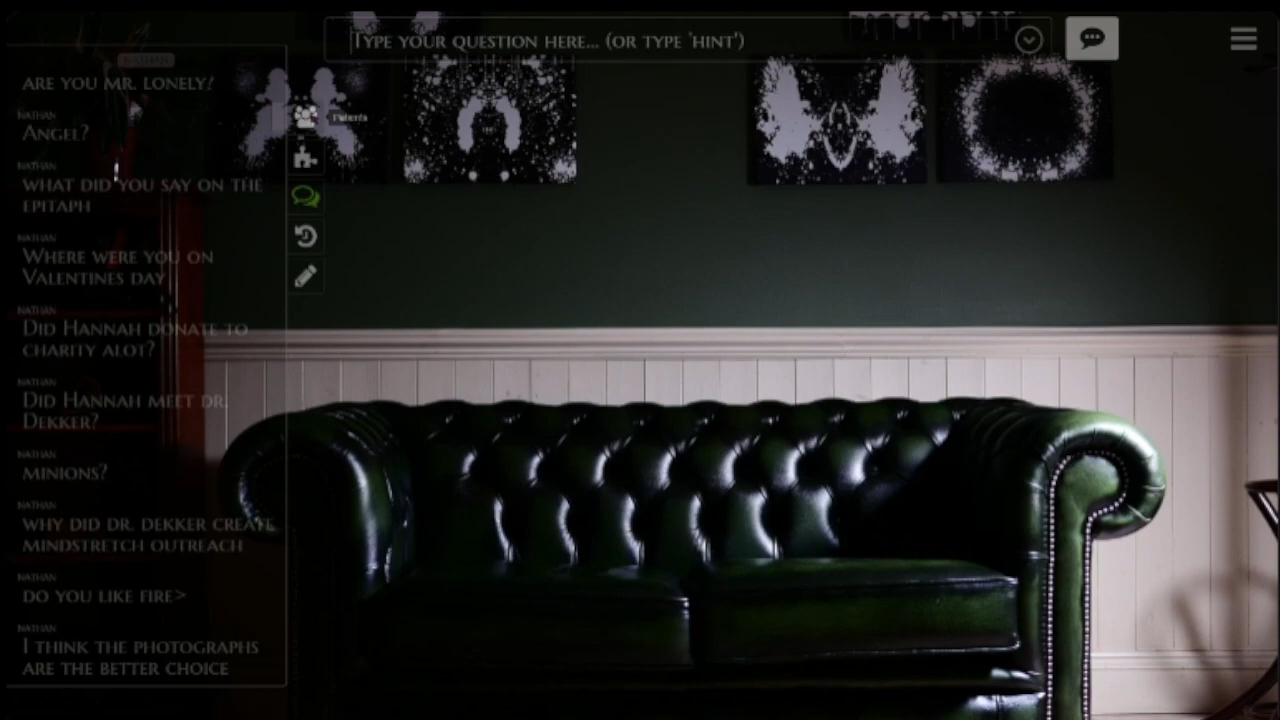 Type your question here... (or type 'hint')
Nathan
are you Mr. Lonely?
Nathan
Angel?
Nathan
what did you say on the
epitaph
Nathan
Where were you on
Valentines day
Nathan
Did Hannah donate to
charity alot?
Nathan
Did Hannah meet Dr.
Dekker?
Nathan
minions?
Nathan
why did Dr. Dekker create
mindstretch outreach
Nathan
do you like fire>
Nathan
I think the photographs
are the better choice
Patients